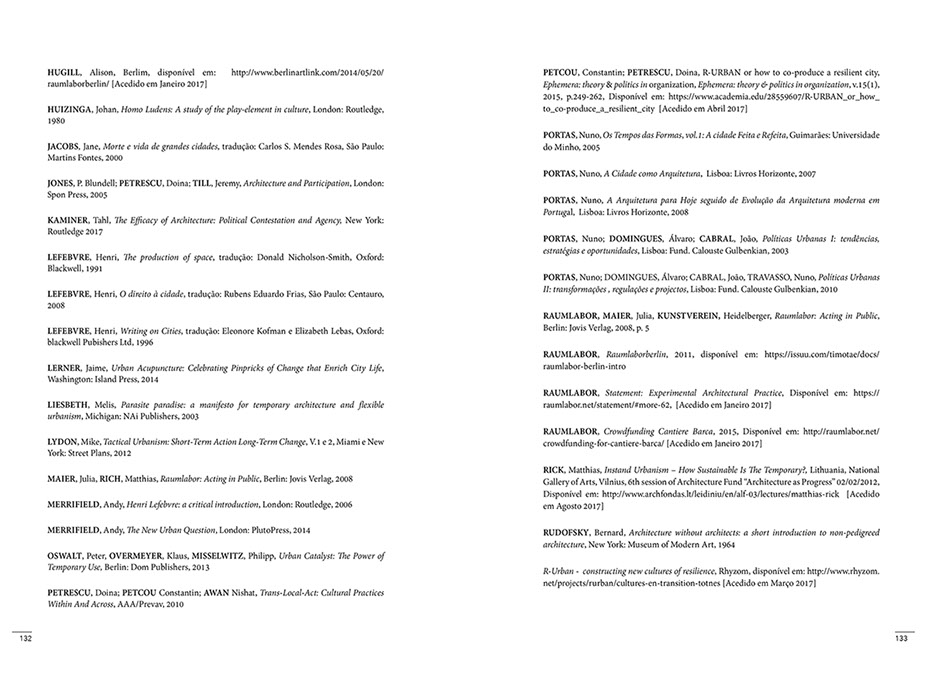 HUGILL, Alison, Berlim, disponível em: http://www.berlinartlink.com/2014/05/20/
raumlaborberlin/ [Acedido em Janeiro 2017]
HUIZINGA, Johan, Homo Ludens: A study of the play-element in culture, London: Routledge,
1980
JACOBS, Jane, Morte e vida de grandes cidades, tradução: Carlos S. Mendes Rosa, São Paulo:
Martins Fontes, 2000
JONES, P. Blundell; PETRESCU, Doina; TILL, Jeremy, Architecture and Participation, London:
Spon Press, 2005
KAMINER, Tahl, The Efficacy of Architecture: Political Contestation and Agency, New York:
Routledge 2017
LEFEBVRE, Henri, The production of space, tradução: Donald Nicholson-Smith, Oxford:
Blackwell, 1991
LEFEBVRE, Henri, O direito à cidade, tradução: Rubens Eduardo Frias, São Paulo: Centauro,
2008
LEFEBVRE, Henri, Writing on Cities, tradução: Eleonore Kofman e Elizabeth Lebas, Oxford:
blackwell Pubishers Ltd, 1996
LERNER, Jaime, Urban Acupuncture: Celebrating Pinpricks of Change that Enrich City Life,
Washington: Island Press, 2014
LIESBETH, Melis, Parasite paradise: a manifesto for temporary architecture and flexible
urbanism, Michigan: NAi Publishers, 2003
LYDON, Mike, Tactical Urbanism: Short-Term Action Long-Term Change, V.1 e 2, Miami e New
York: Street Plans, 2012
MAIER, Julia, RICH, Matthias, Raumlabor: Acting in Public, Berlin: Jovis Verlag, 2008
MERRIFIELD, Andy, Henri Lefebvre: a critical introduction, London: Routledge, 2006
MERRIFIELD, Andy, The New Urban Question, London: PlutoPress, 2014
OSWALT, Peter, OVERMEYER, Klaus, MISSELWITZ, Philipp, Urban Catalyst: The Power of
Temporary Use, Berlin: Dom Publishers, 2013
PETRESCU, Doina; PETCOU Constantin; AWAN Nishat, Trans-Local-Act: Cultural Practices
Within And Across, AAA/Prevav, 2010
132
PETCOU, Constantin; PETRESCU, Doina, R-URBAN or how to co-produce a resilient city,
Ephemera: theory & politics in organization, Ephemera: theory & politics in organization, v.15(1),
2015, p.249-262, Disponível em: https://www.academia.edu/28559607/R-URBAN_or_how_
to_co-produce_a_resilient_city [Acedido em Abril 2017]
PORTAS, Nuno, Os Tempos das Formas, vol.1: A cidade Feita e Refeita, Guimarães: Universidade
do Minho, 2005
PORTAS, Nuno, A Cidade como Arquitetura, Lisboa: Livros Horizonte, 2007
PORTAS, Nuno, A Arquitetura para Hoje seguido de Evolução da Arquitetura moderna em
Portugal, Lisboa: Livros Horizonte, 2008
PORTAS, Nuno; DOMINGUES, Álvaro; CABRAL, João, Políticas Urbanas I: tendências,
estratégias e oportunidades, Lisboa: Fund. Calouste Gulbenkian, 2003
PORTAS, Nuno; DOMINGUES, Álvaro; CABRAL, João, TRAVASSO, Nuno, Políticas Urbanas
II: transformações , regulações e projectos, Lisboa: Fund. Calouste Gulbenkian, 2010
RAUMLABOR, MAIER, Julia, KUNSTVEREIN, Heidelberger, Raumlabor: Acting in Public,
Berlin: Jovis Verlag, 2008, p. 5
RAUMLABOR, Raumlaborberlin, 2011, disponível em: https://issuu.com/timotae/docs/
raumlabor-berlin-intro
RAUMLABOR, Statement: Experimental Architectural Practice, Disponível em: https://
raumlabor.net/statement/#more-62, [Acedido em Janeiro 2017]
RAUMLABOR, Crowdfunding Cantiere Barca, 2015, Disponível em: http://raumlabor.net/
crowdfunding-for-cantiere-barca/ [Acedido em Janeiro 2017]
RICK, Matthias, Instand Urbanism – How Sustainable Is The Temporary?, Lithuania, National
Gallery of Arts, Vilnius, 6th session of Architecture Fund "Architecture as Progress" 02/02/2012,
Disponível em: http://www.archfondas.lt/leidiniu/en/alf-03/lectures/matthias-rick [Acedido
em Agosto 2017]
RUDOFSKY, Bernard, Architecture without architects: a short introduction to non-pedigreed
architecture, New York: Museum of Modern Art, 1964
R-Urban - constructing new cultures of resilience, Rhyzom, disponível em: http://www.rhyzom.
net/projects/rurban/cultures-en-transition-totnes [Acedido em Março 2017]
133